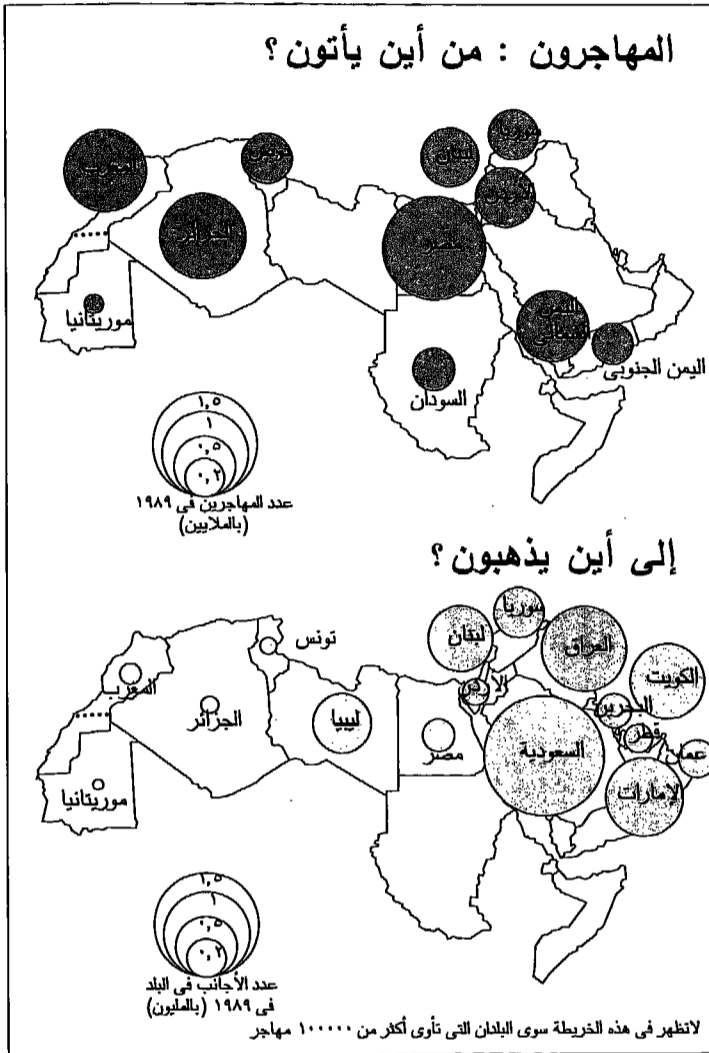 المهاجرون : من أين يأتون ؟
سوريا
لبنان
تونس
المغرب
الأردن
الجزائر
مصر
موريتانيا
اليمن
الشمالى
اليمن الجنوبى
السودان
١,٥
١
٠,٥
٠,٢
عدد المهاجرين فى ١٩٨٩
(بالملايين)
إلى أين يذهبون ؟
سوريا
لبنان
تونس
العراق
الكويت
المغرب
الأردن
البحرين
الجزائر
ليبيا
قطر
مصر
السعودية
عمان
موريتانيا
الإمارات
١,٥
١
٠,٥
٠,٢
عدد الأجانب فى البلد
فى ١٩٨٩ (بالمليون)
لاتظهر فى هذه الخريطة سوى البلدان التى تأوى أكثر من ١٠٠٠٠٠ مهاجر